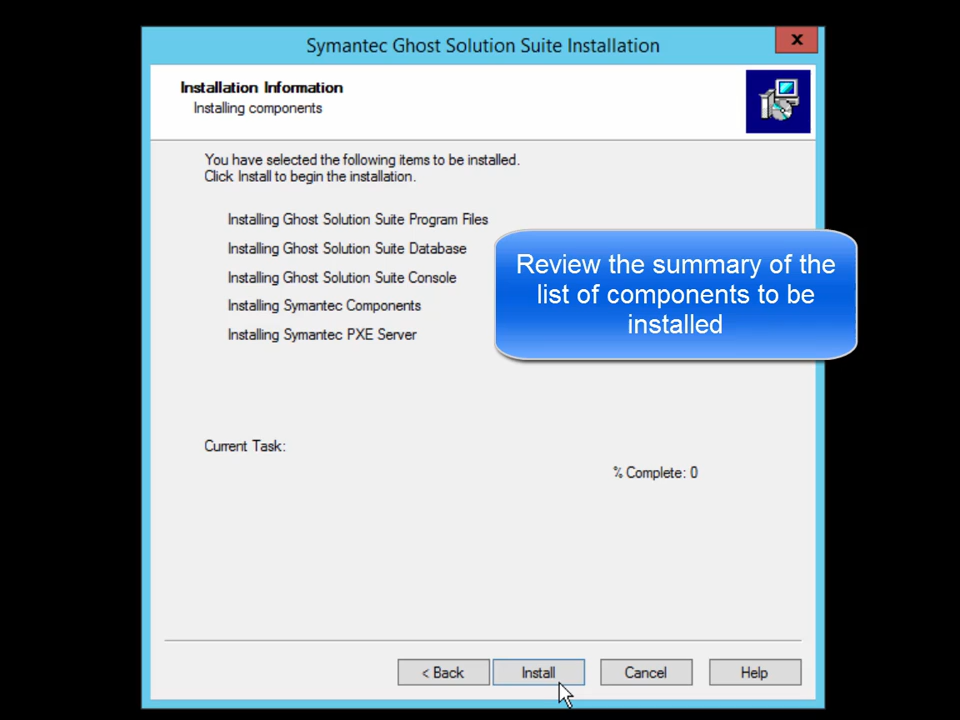 Symantec Ghost Solution Suite Installation
x
Installation Information
Installing components
You have selected the following items to be installed.
Click Install to begin the installation.
Installing Ghost Solution Suite Program Files
Installing Ghost Solution Suite Database
Installing Ghost Solution Suite Console
Installing Symantec Components
Installing Symantec PXE Server
Review the summary of the
list of components to be
installed
Current Task:
% Complete: 0
< Back
Install
Cancel
Help